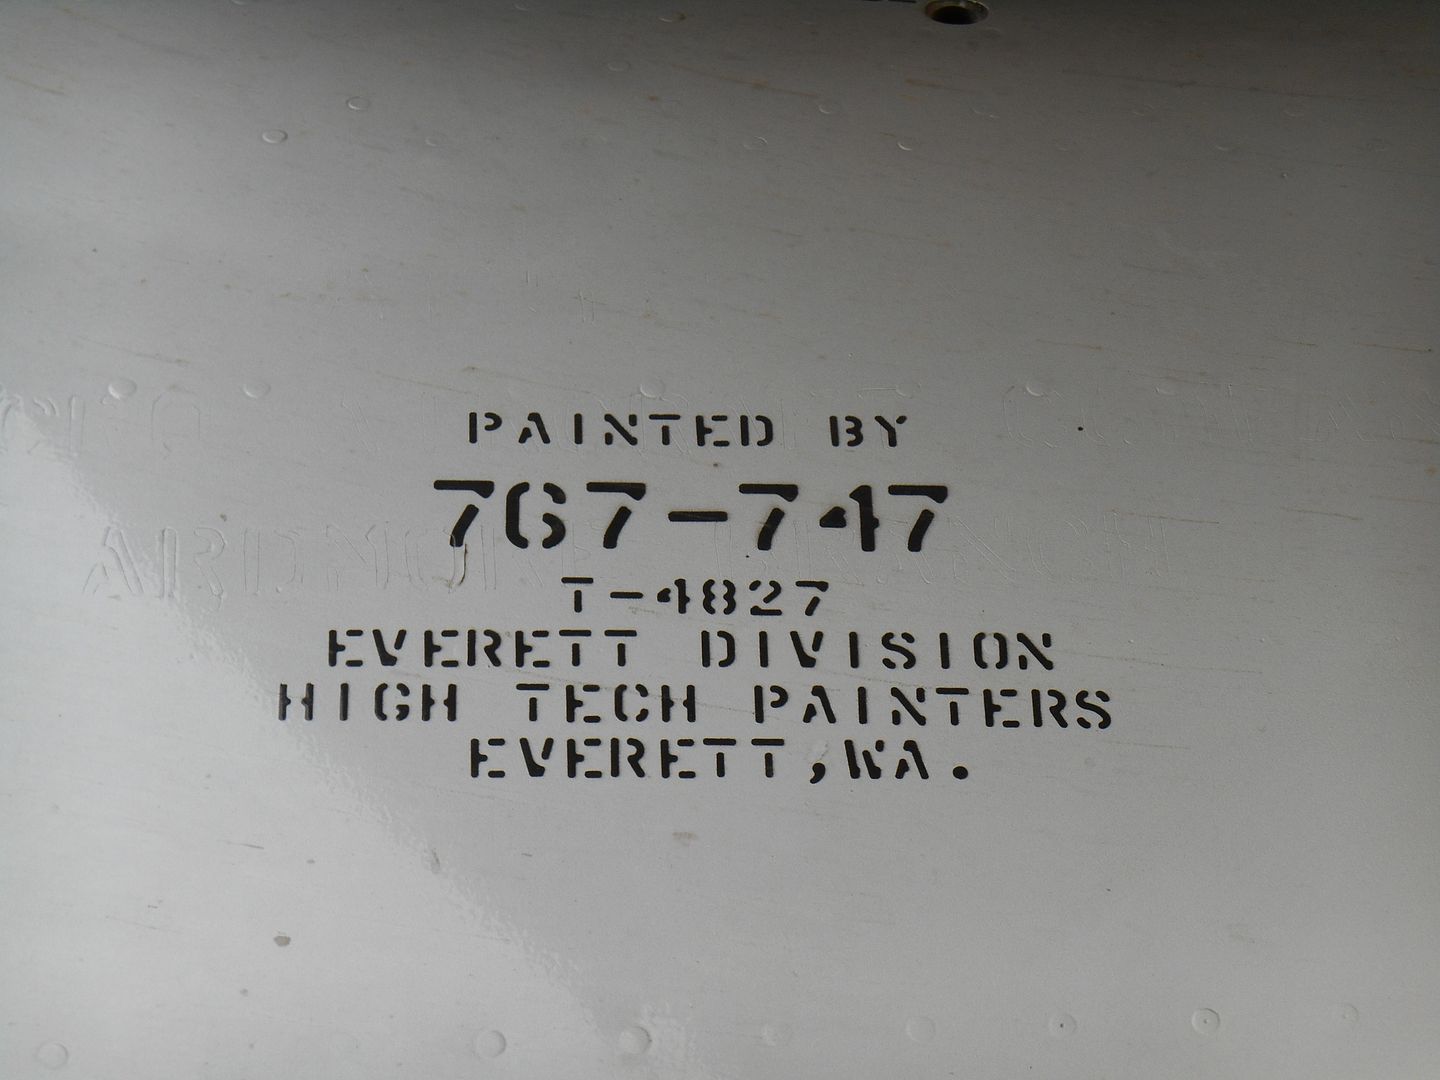 PAINTED BY
767-747
T-4827
EVERETT DIVISION
HIGH TECH PAINTERS
EVERETT, WA.